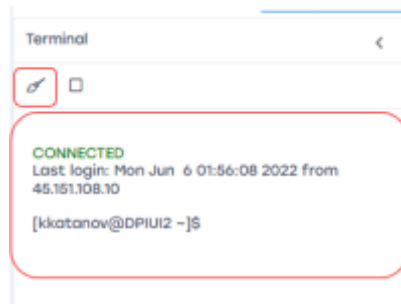 Terminal
CONNECTED
Last login: Mon Jun 6 01:56:08 2022 from
45.151.108.10
[kkatanov@DPIUI2 ~]$